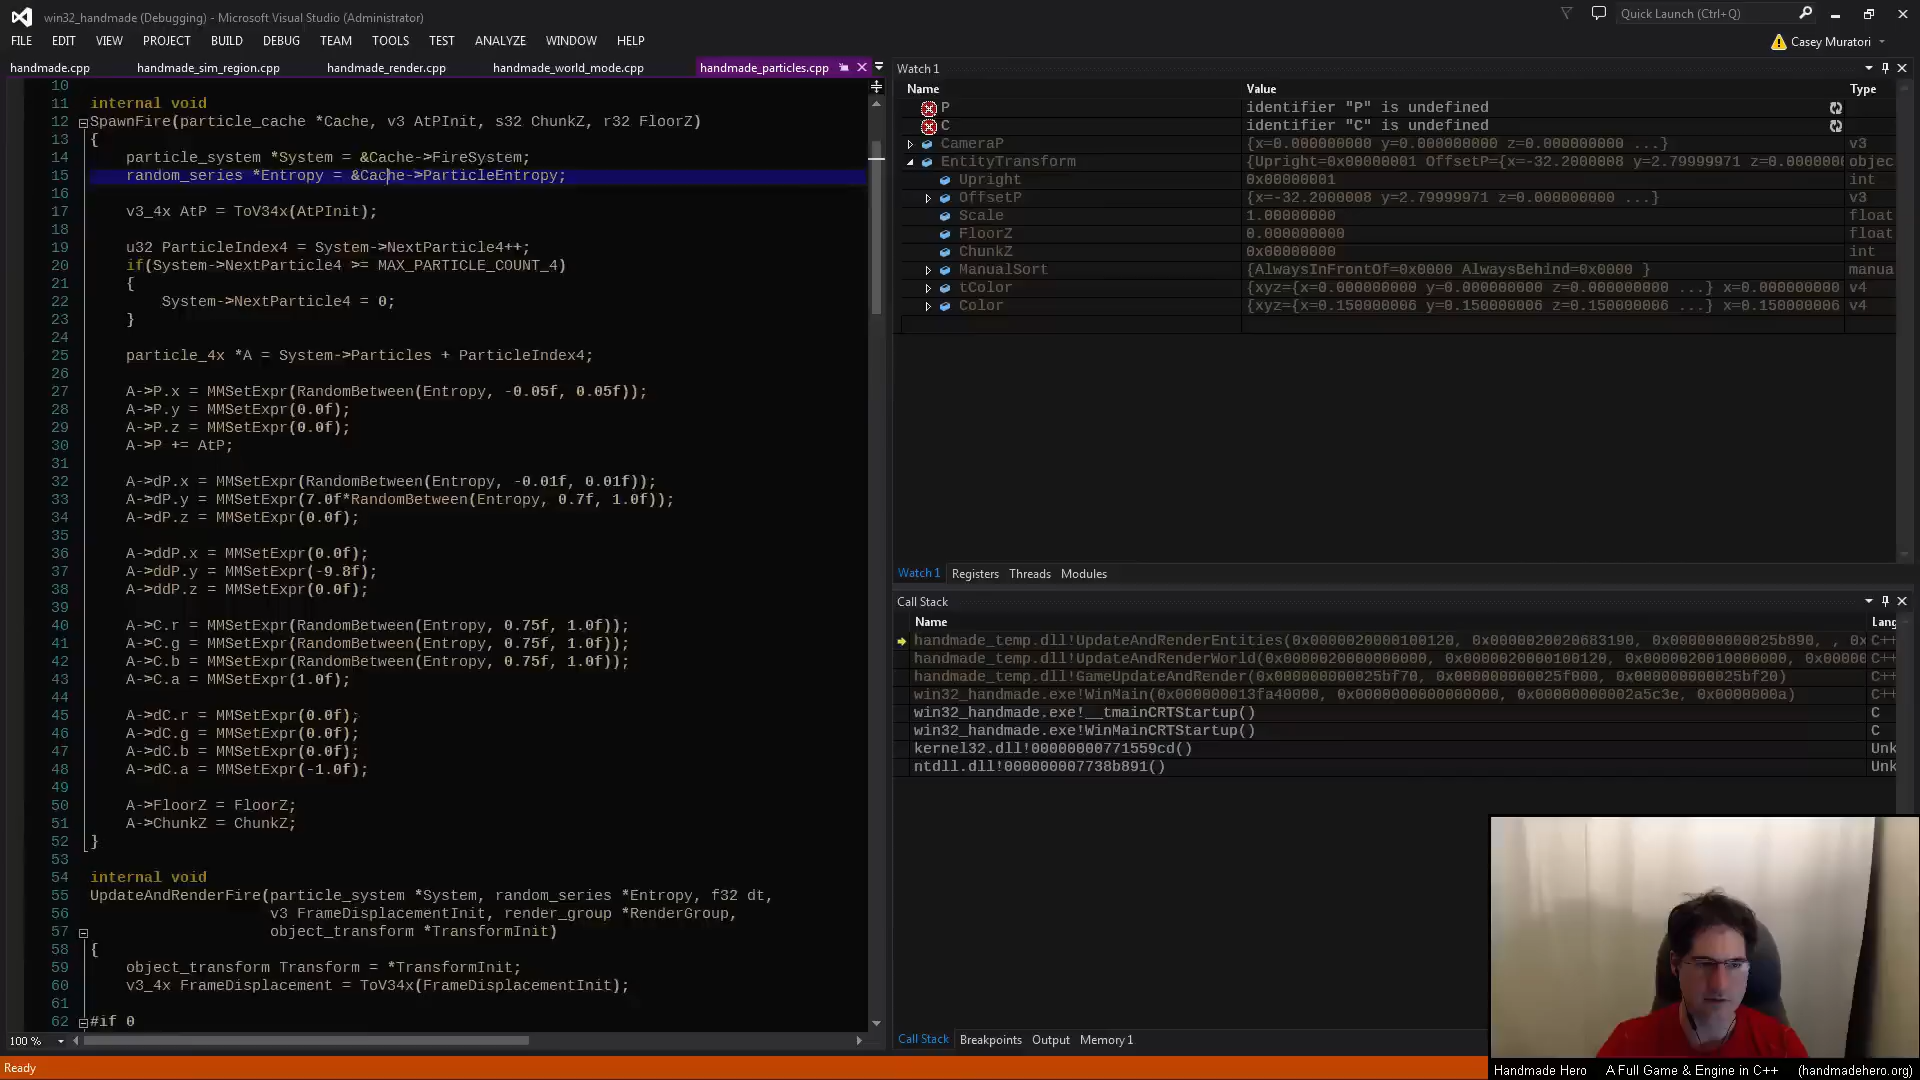 win32_handmade (Debugging) - Microsoft Visual Studio (Administrator)
Quick Launch (Ctrl+Q)
FILE EDIT VIEW PROJECT BUILD DEBUG TEAM TOOLS TEST ANALYZE WINDOW HELP
Casey Muratori
handmade.cpp handmade_sim_region.cpp handmade_render.cpp handmade_world_mode.cpp handmade_particles.cpp
10
11 internal void
12 SpawnFire(particle_cache *Cache, v3 AtPInit, s32 ChunkZ, r32 FloorZ)
13 {
14 particle_system *System = &Cache->FireSystem;
15 random_series *Entropy = &Cache->ParticleEntropy;
16
17 v3_4x AtP = ToV34x(AtPInit);
18
19 u32 ParticleIndex4 = System->NextParticle4++;
20 if(System->NextParticle4 >= MAX_PARTICLE_COUNT_4)
21 {
22 System->NextParticle4 = 0;
23 }
24
25 particle_4x *A = System->Particles + ParticleIndex4;
26
27 A->P.x = MMSetExpr(RandomBetween(Entropy, -0.05f, 0.05f));
28 A->P.y = MMSetExpr(0.0f);
29 A->P.z = MMSetExpr(0.0f);
30 A->P += AtP;
31
32 A->dP.x = MMSetExpr(RandomBetween(Entropy, -0.01f, 0.01f));
33 A->dP.y = MMSetExpr(7.0f*RandomBetween(Entropy, 0.7f, 1.0f));
34 A->dP.z = MMSetExpr(0.0f);
35
36 A->ddP.x = MMSetExpr(0.0f);
37 A->ddP.y = MMSetExpr(-9.8f);
38 A->ddP.z = MMSetExpr(0.0f);
39
40 A->C.r = MMSetExpr(RandomBetween(Entropy, 0.75f, 1.0f));
41 A->C.g = MMSetExpr(RandomBetween(Entropy, 0.75f, 1.0f));
42 A->C.b = MMSetExpr(RandomBetween(Entropy, 0.75f, 1.0f));
43 A->C.a = MMSetExpr(1.0f);
44
45 A->dC.r = MMSetExpr(0.0f);
46 A->dC.g = MMSetExpr(0.0f);
47 A->dC.b = MMSetExpr(0.0f);
48 A->dC.a = MMSetExpr(-1.0f);
49
50 A->FloorZ = FloorZ;
51 A->ChunkZ = ChunkZ;
52 }
53
54 internal void
55 UpdateAndRenderFire(particle_system *System, random_series *Entropy, f32 dt,
56 v3 FrameDisplacementInit, render_group *RenderGroup,
57 object_transform *TransformInit)
58 {
59 object_transform Transform = *TransformInit;
60 v3_4x FrameDisplacement = ToV34x(FrameDisplacementInit);
61
62 #if 0
100 %
Ready
Watch 1
Name Value Type
P identifier "P" is undefined
C identifier "C" is undefined
CameraP {x=0.000000000 y=0.000000000 z=0.000000000 ...} v3
EntityTransform {Upright=0x00000001 OffsetP={x=-32.2000008 y=2.79999971 z=0.0000000 objec
Upright 0x00000001 int
OffsetP {x=-32.2000008 y=2.79999971 z=0.000000000 ...} v3
Scale 1.00000000 float
FloorZ 0.000000000 float
ChunkZ 0x00000000 int
ManualSort {AlwaysInFrontOf=0x0000 AlwaysBehind=0x0000 } manua
tColor {xyz={x=0.000000000 y=0.000000000 z=0.000000000 ...} x=0.000000000 v4
Color {xyz={x=0.150000006 y=0.150000006 z=0.150000006 ...} x=0.150000006 v4
Watch 1 Registers Threads Modules
Call Stack
Name Lang
handmade_temp.dll!UpdateAndRenderEntities(0x0000020000100120, 0x0000020020683190, 0x000000000025b890, , 0x C++
handmade_temp.dll!UpdateAndRenderWorld(0x0000020000000000, 0x0000020000100120, 0x0000020010000000, 0x00000 C++
handmade_temp.dll!GameUpdateAndRender(0x000000000025bf70, 0x000000000025f000, 0x000000000025bf20) C++
win32_handmade.exe!WinMain(0x000000013fa40000, 0x0000000000000000, 0x00000000002a5c3e, 0x0000000a) C++
win32_handmade.exe!__tmainCRTStartup() C
win32_handmade.exe!WinMainCRTStartup() C
kernel32.dll!00000000771559cd() Unk
ntdll.dll!000000007738b891() Unk
Call Stack Breakpoints Output Memory 1
Handmade Hero A Full Game & Engine in C++ (handmadehero.org)